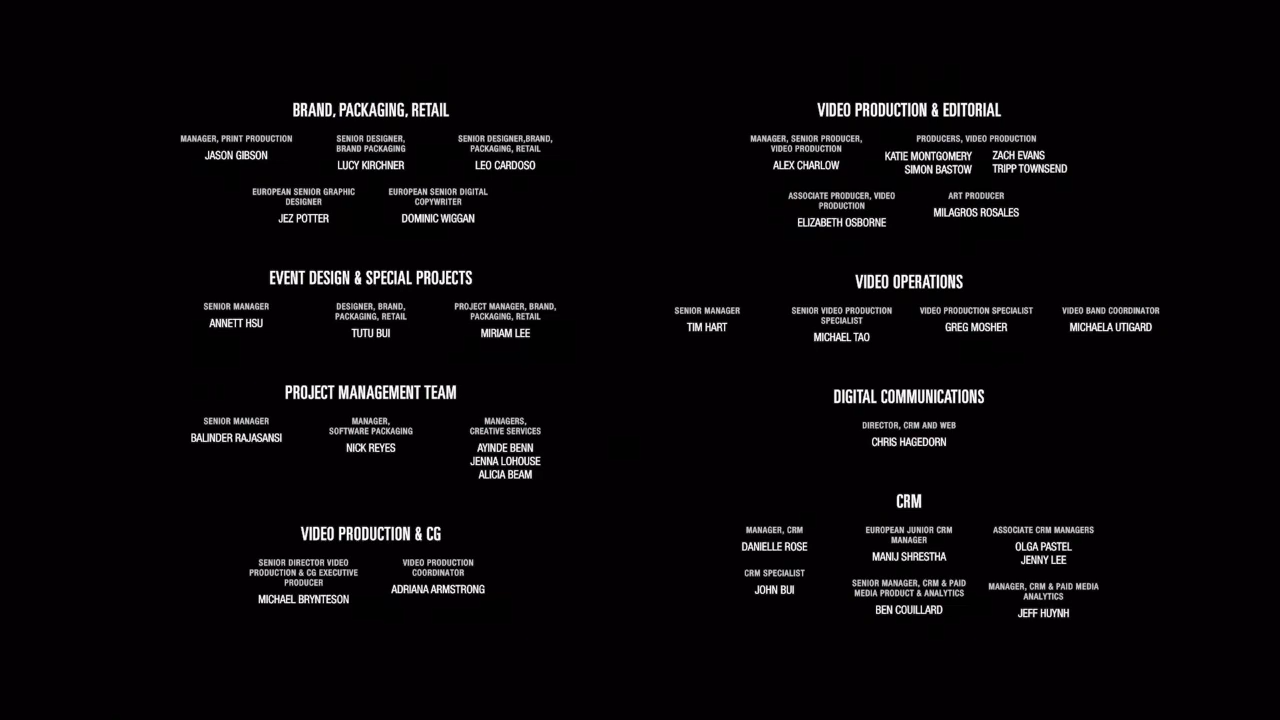 BRAND, PACKAGING, RETAIL
MANAGER, PRINT PRODUCTION
JASON GIBSON
SENIOR DESIGNER,
BRAND PACKAGING
LUCY KIRCHNER
SENIOR DESIGNER,BRAND,
PACKAGING, RETAIL
LEO CARDOSO
EUROPEAN SENIOR GRAPHIC
DESIGNER
JEZ POTTER
EUROPEAN SENIOR DIGITAL
COPYWRITER
DOMINIC WIGGAN
EVENT DESIGN & SPECIAL PROJECTS
SENIOR MANAGER
ANNETT HSU
DESIGNER, BRAND,
PACKAGING, RETAIL
TUTU BUI
PROJECT MANAGER, BRAND,
PACKAGING, RETAIL
MIRIAM LEE
PROJECT MANAGEMENT TEAM
SENIOR MANAGER
BALINDER RAJASANSI
MANAGER,
SOFTWARE PACKAGING
NICK REYES
MANAGERS,
CREATIVE SERVICES
AYINDE BENN
JENNA LOHOUSE
ALICIA BEAM
VIDEO PRODUCTION & CG
SENIOR DIRECTOR VIDEO
PRODUCTION & CG EXECUTIVE
PRODUCER
MICHAEL BRYNTESON
VIDEO PRODUCTION
COORDINATOR
ADRIANA ARMSTRONG
VIDEO PRODUCTION & EDITORIAL
MANAGER, SENIOR PRODUCER,
VIDEO PRODUCTION
ALEX CHARLOW
PRODUCERS, VIDEO PRODUCTION
KATIE MONTGOMERY
SIMON BASTOW
ZACH EVANS
TRIPP TOWNSEND
ASSOCIATE PRODUCER, VIDEO
PRODUCTION
ELIZABETH OSBORNE
ART PRODUCER
MILAGROS ROSALES
VIDEO OPERATIONS
SENIOR MANAGER
TIM HART
SENIOR VIDEO PRODUCTION
SPECIALIST
MICHAEL TAO
VIDEO PRODUCTION SPECIALIST
GREG MOSHER
VIDEO BAND COORDINATOR
MICHAELA UTIGARD
DIGITAL COMMUNICATIONS
DIRECTOR, CRM AND WEB
CHRIS HAGEDORN
CRM
MANAGER, CRM
DANIELLE ROSE
EUROPEAN JUNIOR CRM
MANAGER
MANIJ SHRESTHA
ASSOCIATE CRM MANAGERS
OLGA PASTEL
JENNY LEE
CRM SPECIALIST
JOHN BUI
SENIOR MANAGER, CRM & PAID
MEDIA PRODUCT & ANALYTICS
BEN COUILLARD
MANAGER, CRM & PAID MEDIA
ANALYTICS
JEFF HUYNH